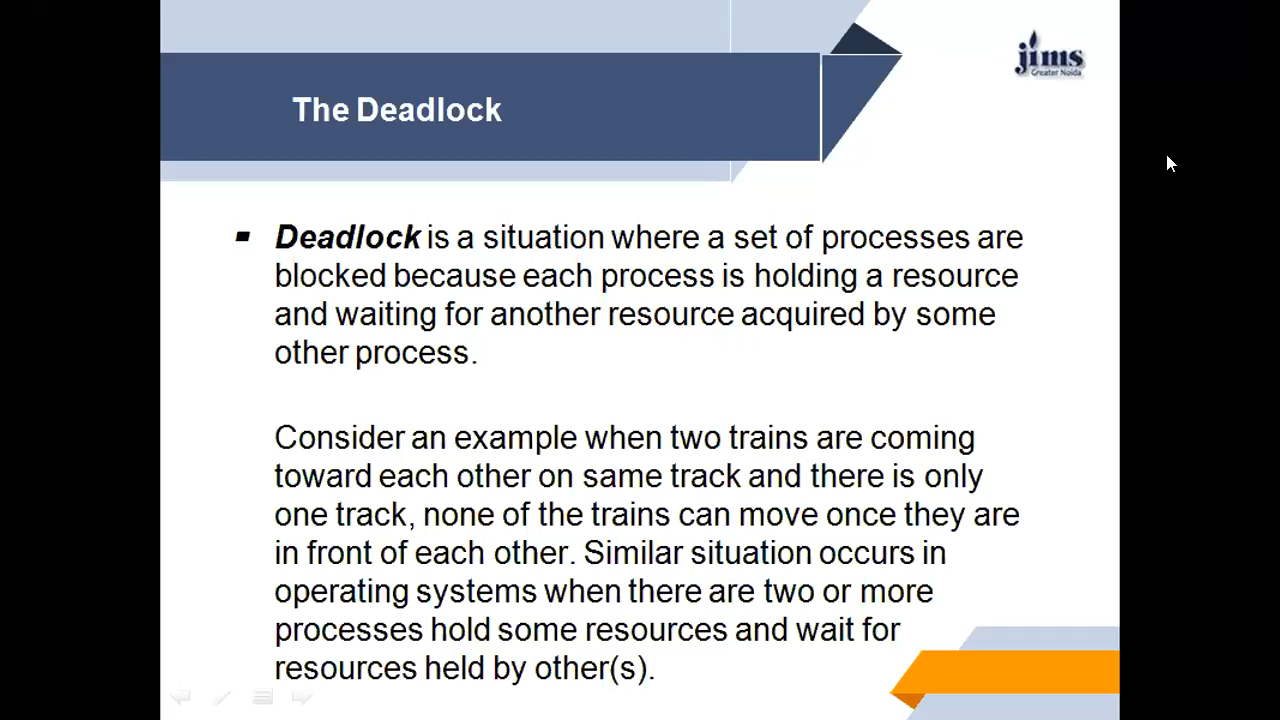 jims
Greater Noida
The Deadlock
Deadlock is a situation where a set of processes are
blocked because each process is holding a resource
and waiting for another resource acquired by some
other process.
Consider an example when two trains are coming
toward each other on same track and there is only
one track, none of the trains can move once they are
in front of each other. Similar situation occurs in
operating systems when there are two or more
processes hold some resources and wait for
resources held by other(s).